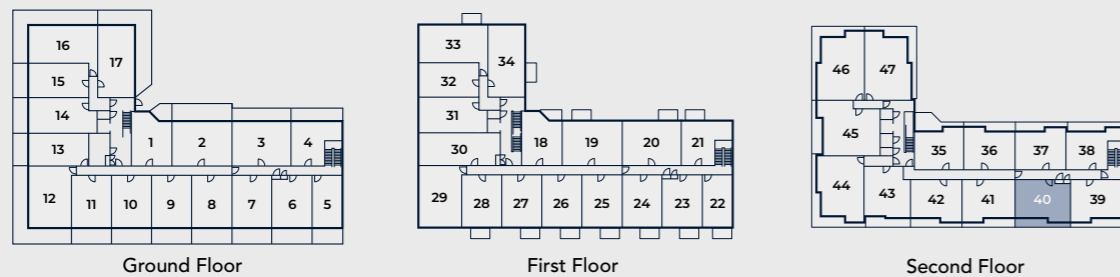 16 17
15
14
13 1 2 3 4
12 11 10 9 8 7 6 5
Ground Floor
33 34
32
31
30 18 19 20 21
29 28 27 26 25 24 23 22
First Floor
46 47
45
35 36 37 38
44 43 42 41 40 39
Second Floor